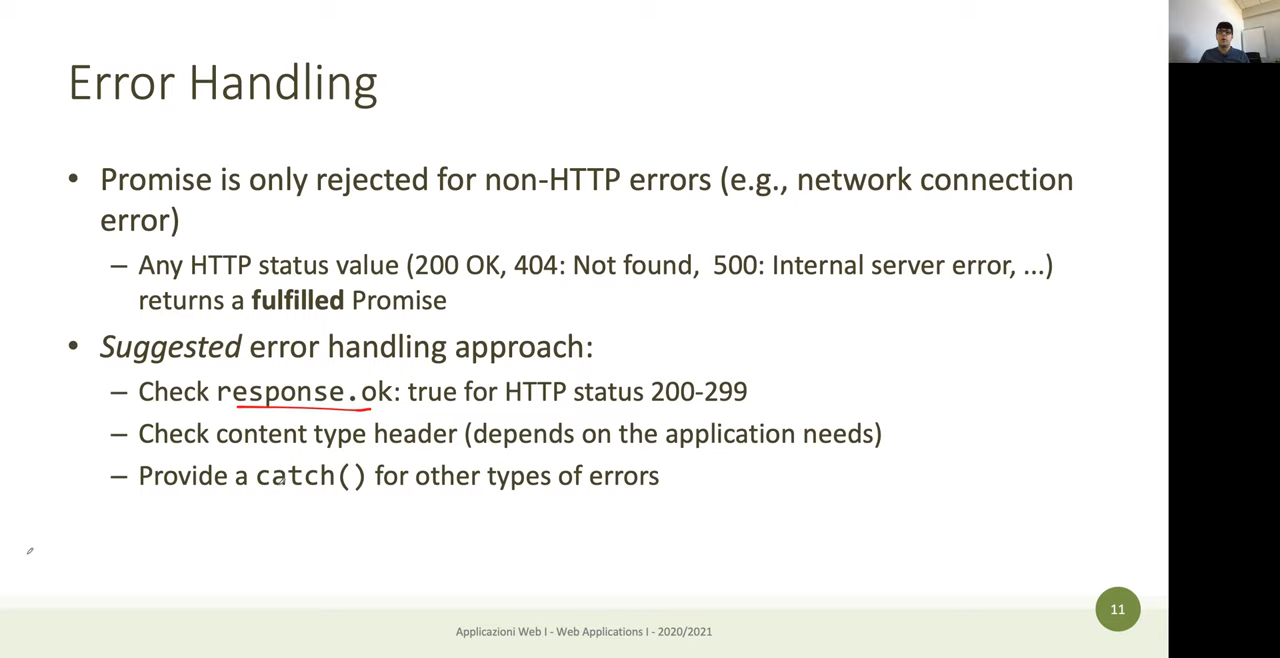 Error Handling
• Promise is only rejected for non-HTTP errors (e.g., network connection
error)
– Any HTTP status value (200 OK, 404: Not found, 500: Internal server error, ...)
returns a fulfilled Promise
• Suggested error handling approach:
– Check response.ok: true for HTTP status 200-299
– Check content type header (depends on the application needs)
– Provide a catch() for other types of errors
11
Applicazioni Web I - Web Applications I - 2020/2021